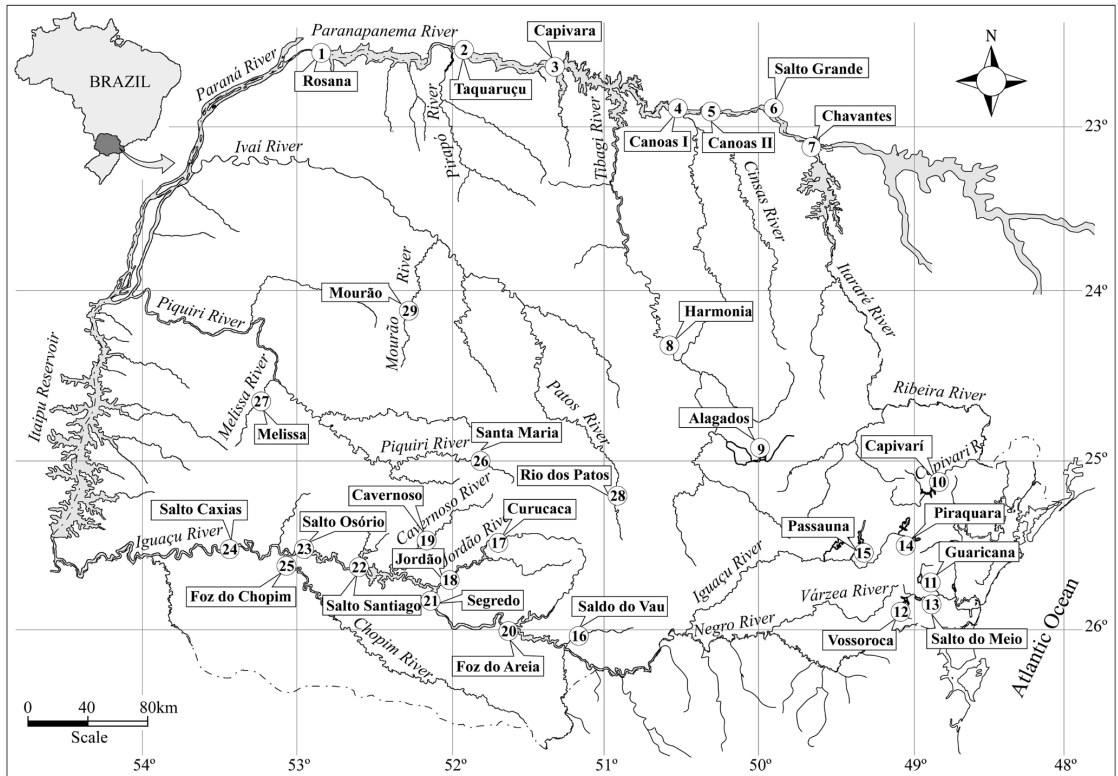 BRAZIL
Paraná River
Paranapanema River
1
Rosana
2
Taquaruçu
Capivara
3
N
Salto Grande
4
5
6
Canoas I
Canoas II
Chavantes
7
23º
Ivaí River
Pirapó River
Tibagi River
Cinsas River
Itararé River
24º
Piquiri River
Mourão
29
Mourão River
Harmonia
8
Itaipu Reservoir
Melissa River
27
Melissa
Patos River
Ribeira River
Alagados
9
Piquiri River
Santa Maria
26
Rio dos Patos
28
25º
Capivarí
Capivari R.
10
Cavernoso
Cavernoso River
19
Curucaca
17
Jordão River
Jordão
18
Salto Caxias
24
Salto Osório
23
Iguaçu River
25
Foz do Chopim
22
Salto Santiago
21
Segredo
20
Foz do Areia
Saldo do Vau
16
Chopim River
Passauna
15
Piraquara
14
Guaricana
11
Iguaçu River
Várzea River
12
13
Vossoroca
Salto do Meio
Negro River
26º
Atlantic Ocean
0 40 80km
Scale
54º 53º 52º 51º 50º 49º 48º